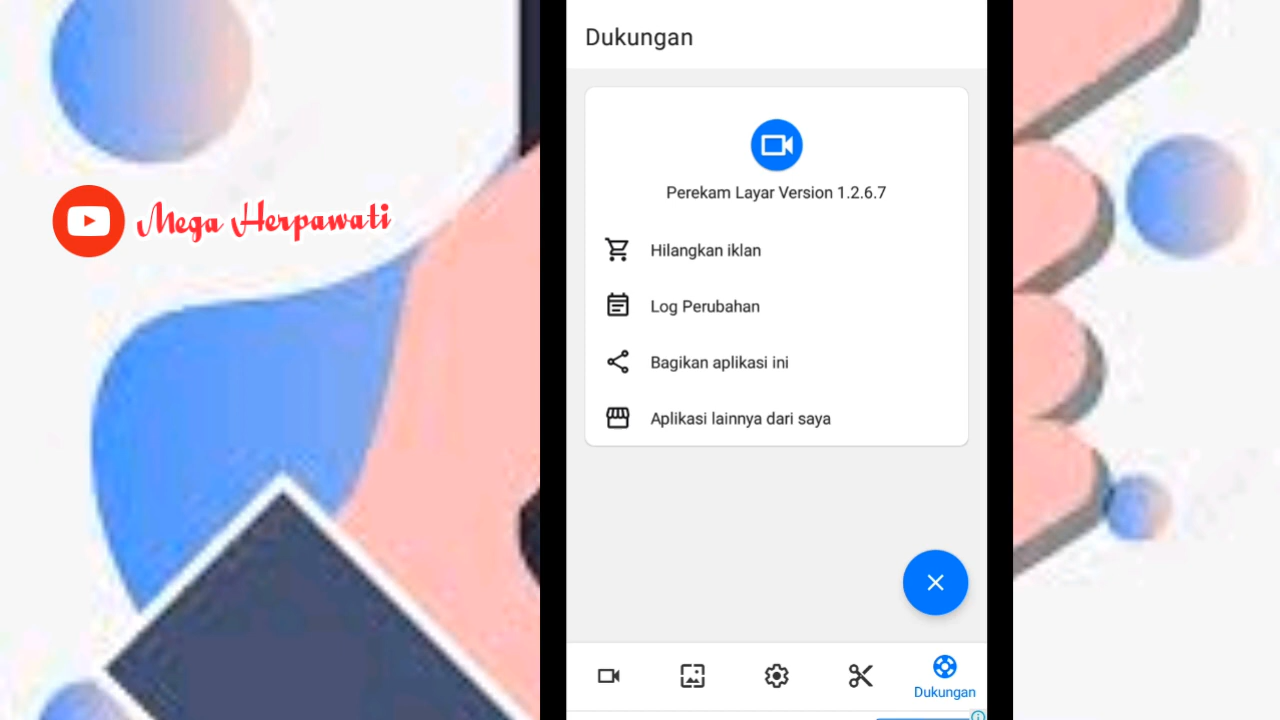 Dukungan
Mega Herpawati
Perekam Layar Version 1.2.6.7
Hilangkan iklan
Log Perubahan
Bagikan aplikasi ini
Aplikasi lainnya dari saya
Dukungan